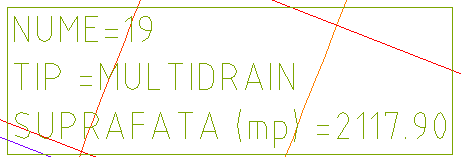 NUME=19
TIP =MULTIDRAIN
SUPRAFATA (mp) =2117.90